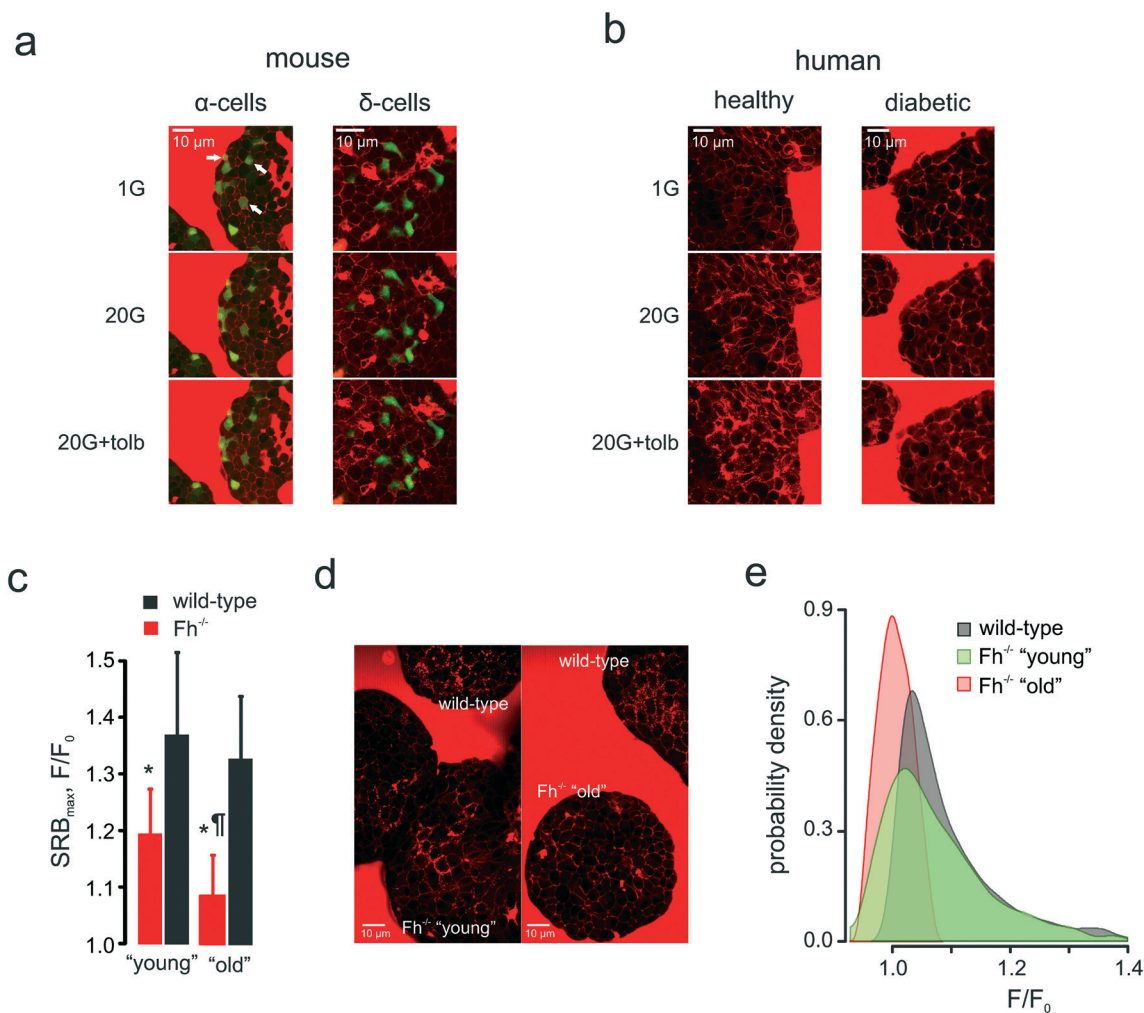 a
mouse
α-cells
δ-cells
10 µm
10 µm
1G
20G
20G+tolb
b
human
healthy
diabetic
10 µm
10 µm
1G
20G
20G+tolb
c
wild-type
Fh-/-
SRBmax, F/F0
1.5
1.4
1.3
1.2
1.1
1.0
*
*¶
"young"
"old"
d
wild-type
wild-type
Fh-/- "old"
Fh-/- "young"
10 µm
10 µm
e
wild-type
Fh-/- "young"
Fh-/- "old"
probability density
0.9
0.6
0.3
0.0
1.0
1.2
1.4
F/F0